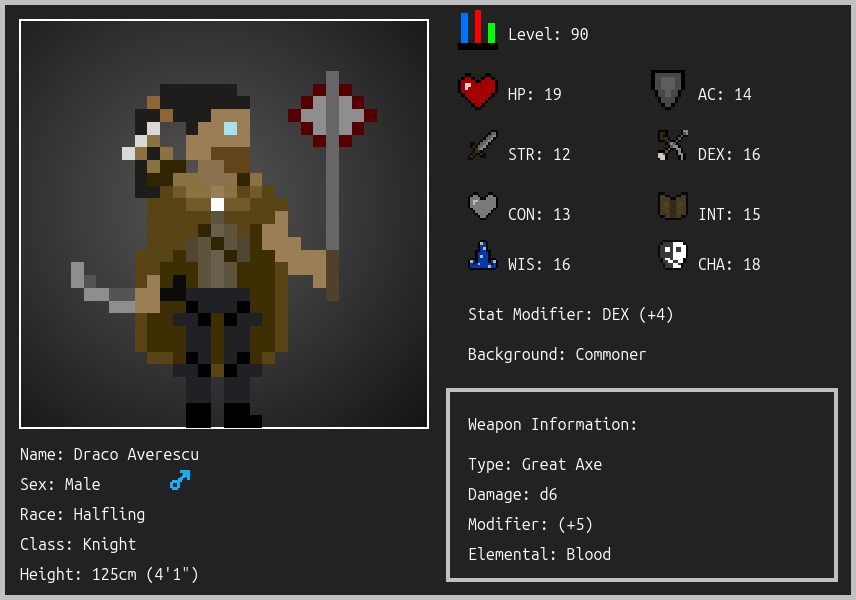 Level: 90
HP: 19
AC: 14
STR: 12
DEX: 16
CON: 13
INT: 15
WIS: 16
CHA: 18
Stat Modifier: DEX (+4)
Background: Commoner
Weapon Information:
Type: Great Axe
Damage: d6
Modifier: (+5)
Elemental: Blood
Name: Draco Averescu
Sex: Male
Race: Halfling
Class: Knight
Height: 125cm (4'1")